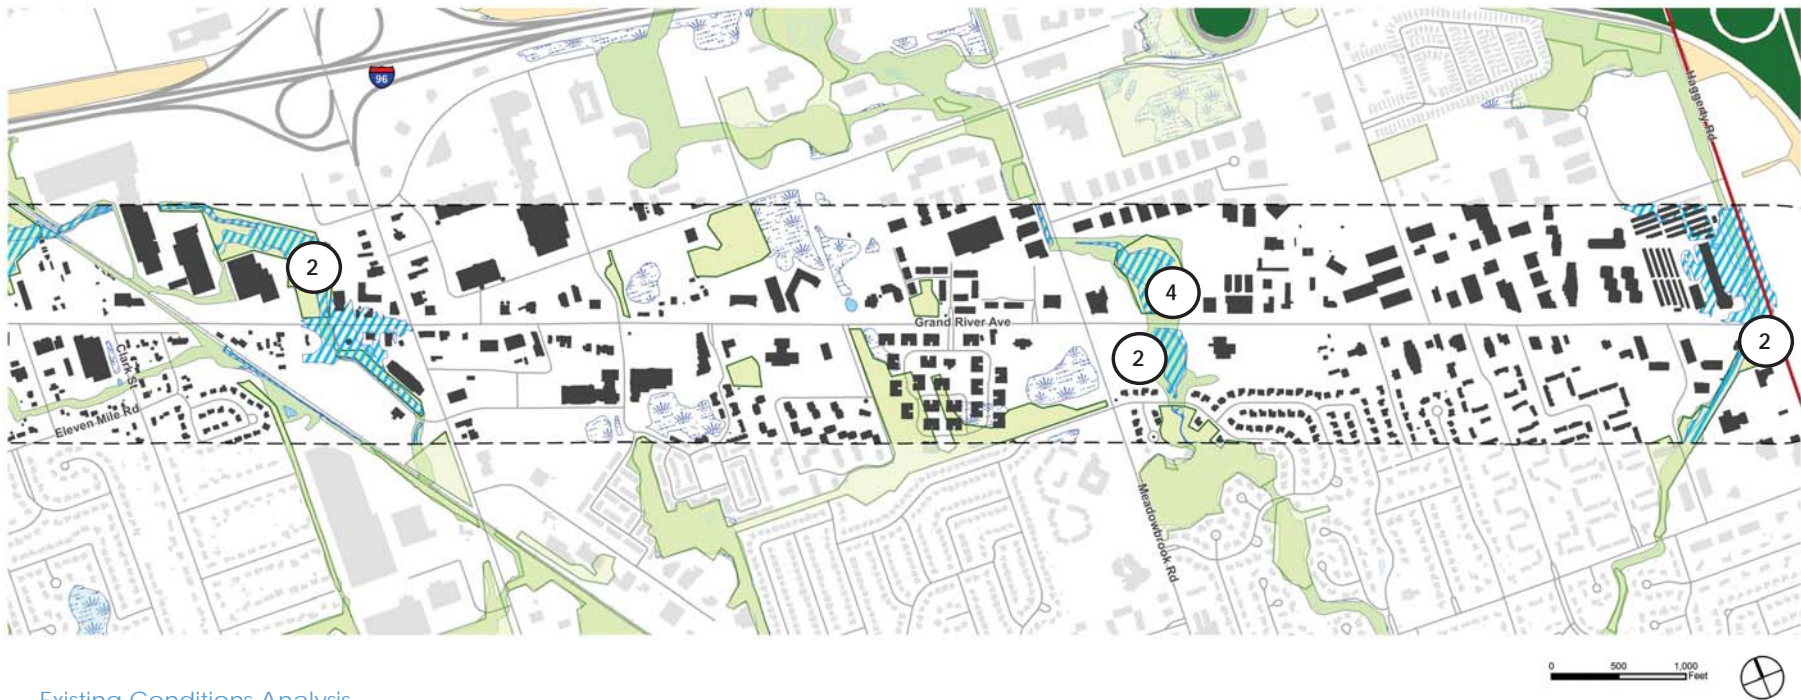 96
Haggerty Rd
2
4
Grand River Ave
2
2
Clark St
Eleven Mile Rd
Meadowbrook Rd
0 500 1,000
Feet
Existing Conditions Analysis